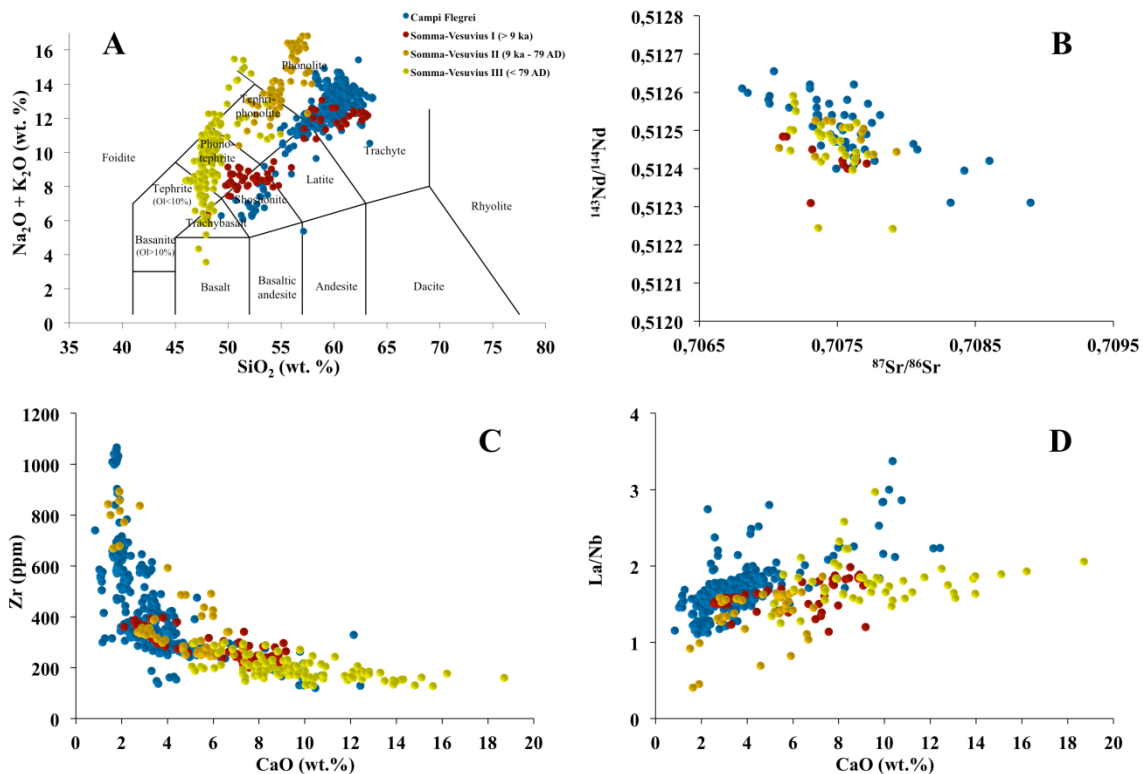 A
Campi Flegrei
Somma-Vesuvius I (> 9 ka)
Somma-Vesuvius II (9 ka - 79 AD)
Somma-Vesuvius III (< 79 AD)
Na₂O + K₂O (wt. %)
16
14
12
10
8
6
4
2
0
Phonolite
Tephri-
phonolite
Phono-
tephrite
Foidite
Trachyte
Latite
Tephrite
(Ol<10%)
Shoshonite
Rhyolite
Trachybasalt
Basanite
(Ol>10%)
Basalt
Basaltic
andesite
Andesite
Dacite
35 40 45 50 55 60 65 70 75 80
SiO₂ (wt. %)
B
¹⁴³Nd/¹⁴⁴Nd
0,5128
0,5127
0,5126
0,5125
0,5124
0,5123
0,5122
0,5121
0,5120
0,7065 0,7075 0,7085 0,7095
⁸⁷Sr/⁸⁶Sr
C
Zr (ppm)
1200
1000
800
600
400
200
0
0 2 4 6 8 10 12 14 16 18 20
CaO (wt.%)
D
La/Nb
4
3
2
1
0
0 2 4 6 8 10 12 14 16 18 20
CaO (wt.%)